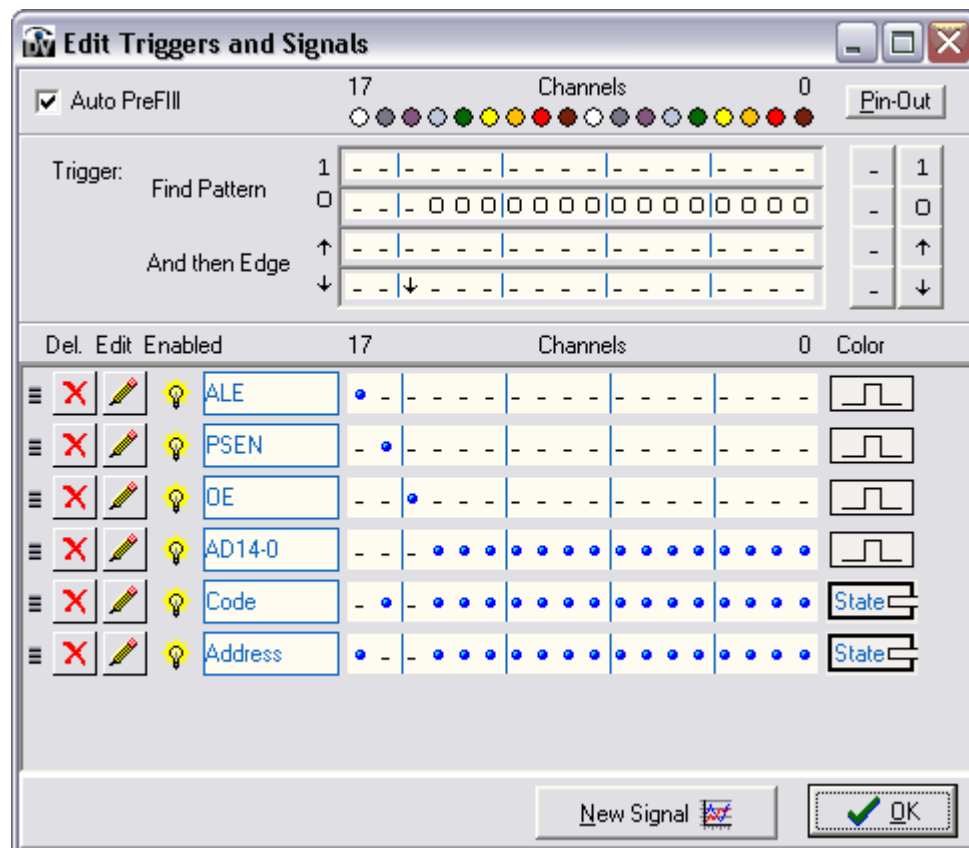 DV Edit Triggers and Signals
Auto PreFIll 17 Channels 0 Pin-Out
Trigger: Find Pattern 1 - - - - - - - - - - - - - - - - - - - 1
0 - - - 0 0 0 0 0 0 0 0 0 0 0 0 0 0 0 - 0
And then Edge ↑ - - - - - - - - - - - - - - - - - - - ↑
↓ - - ↓ - - - - - - - - - - - - - - - - ↓
Del. Edit Enabled 17 Channels 0 Color
ALE
PSEN
OE
AD14-0
Code State
Address State
New Signal OK